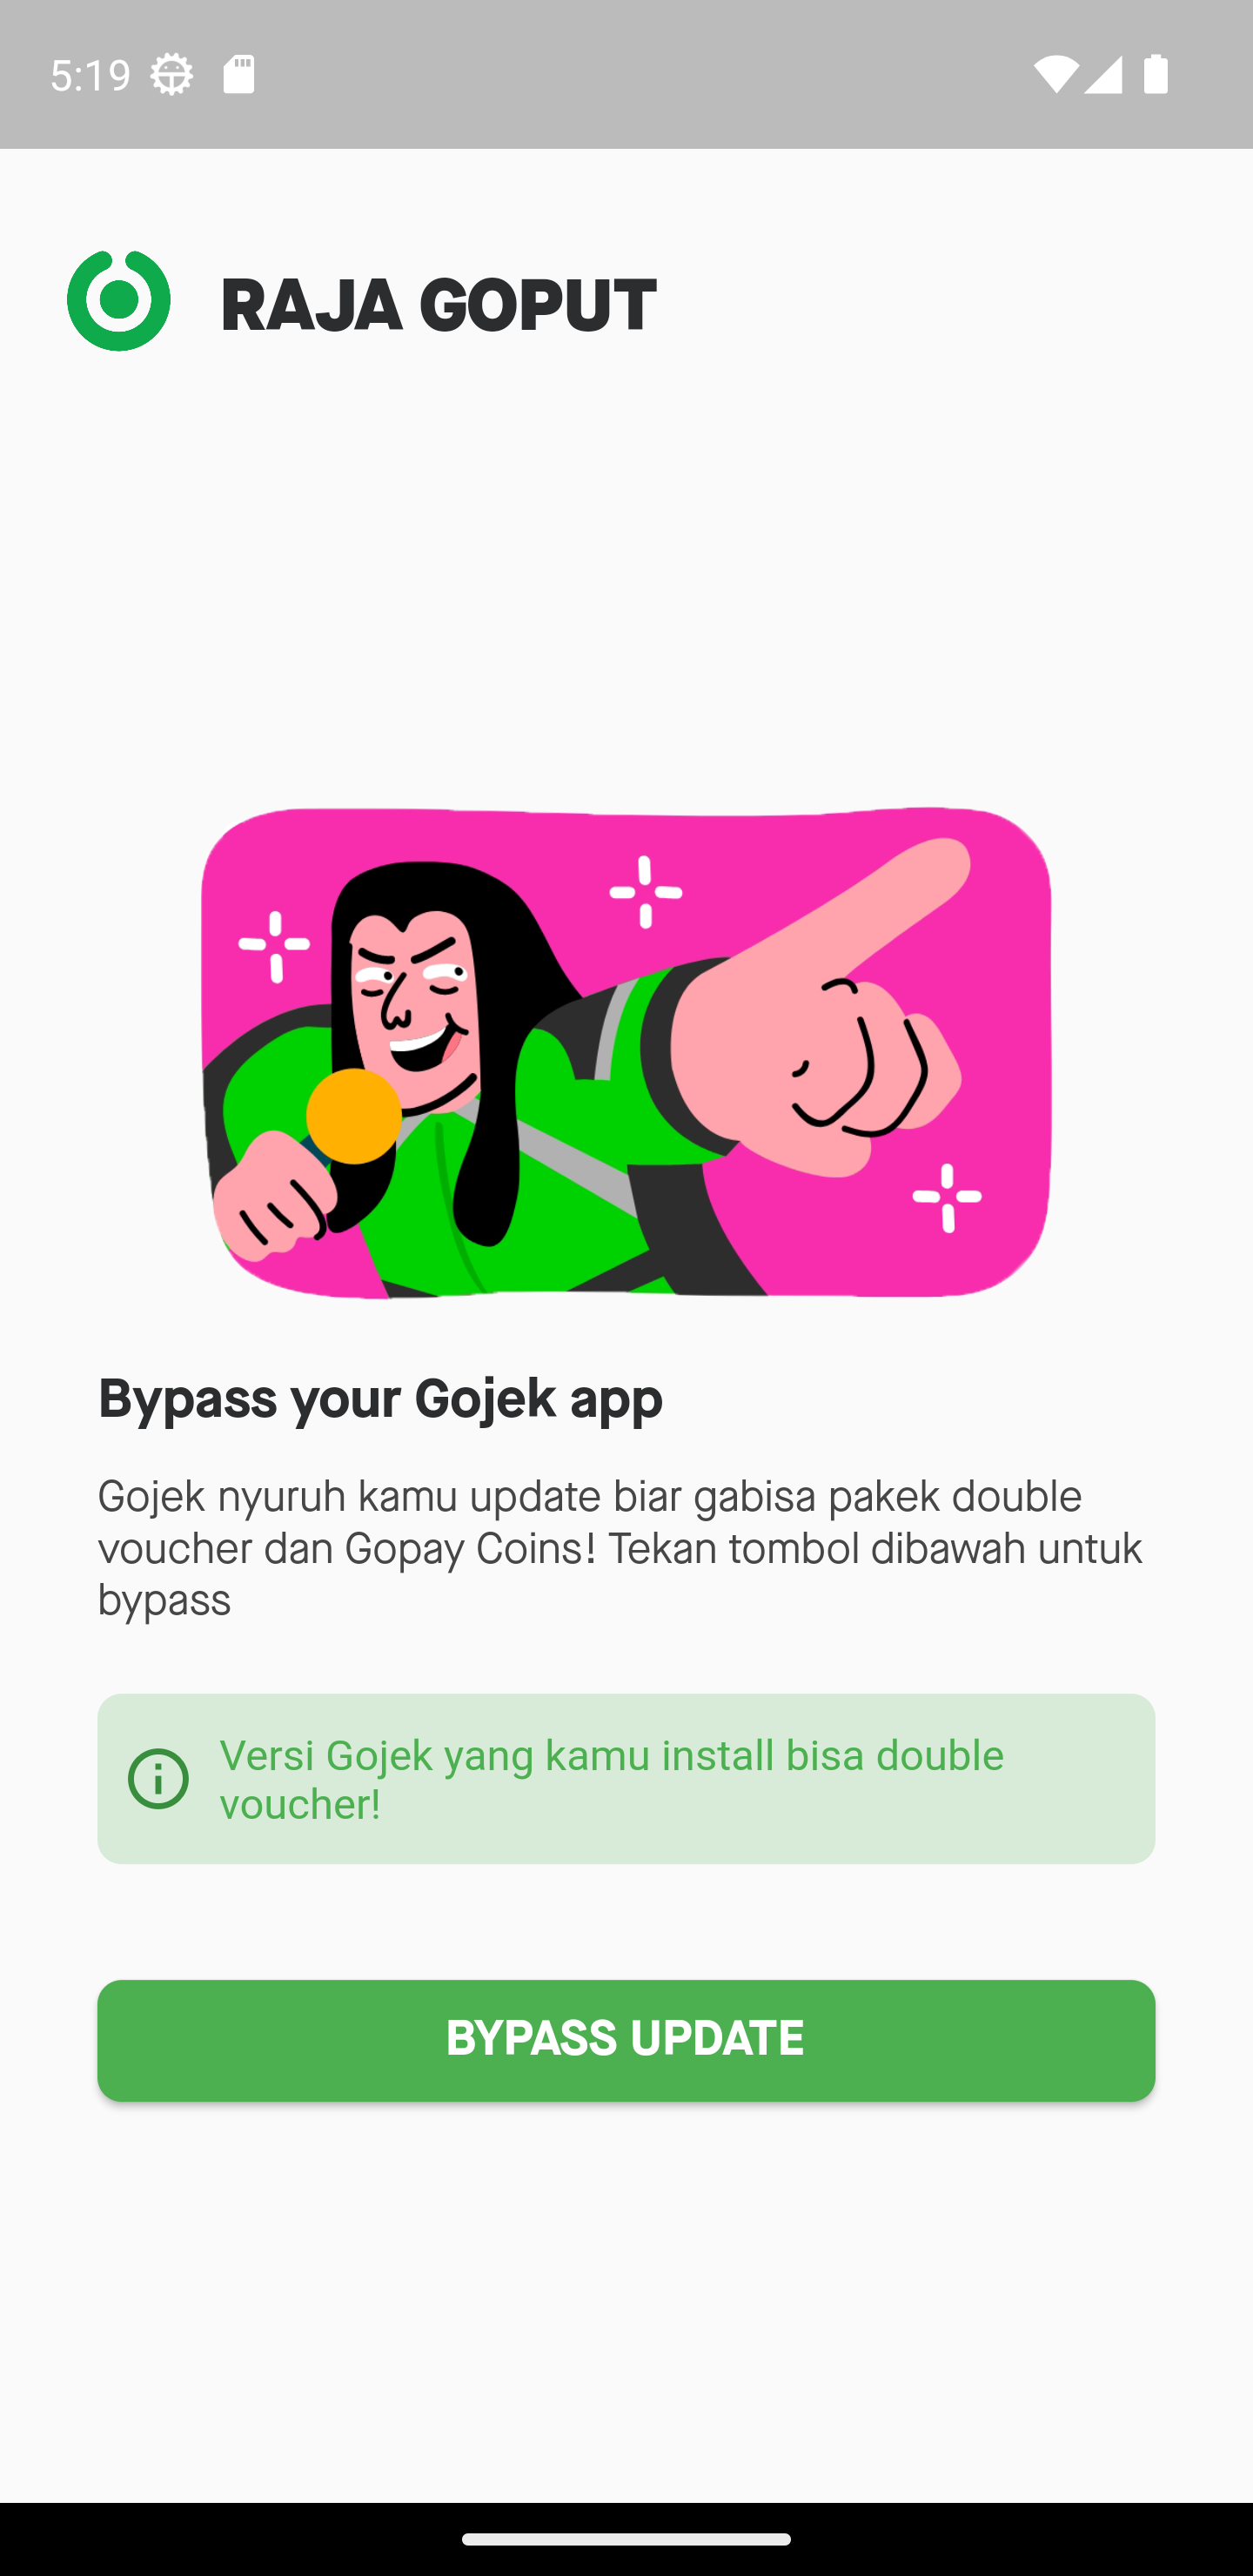 5:19
RAJA GOPUT
Bypass your Gojek app
Gojek nyuruh kamu update biar gabisa pakek double
voucher dan Gopay Coins! Tekan tombol dibawah untuk
bypass
Versi Gojek yang kamu install bisa double
voucher!
BYPASS UPDATE